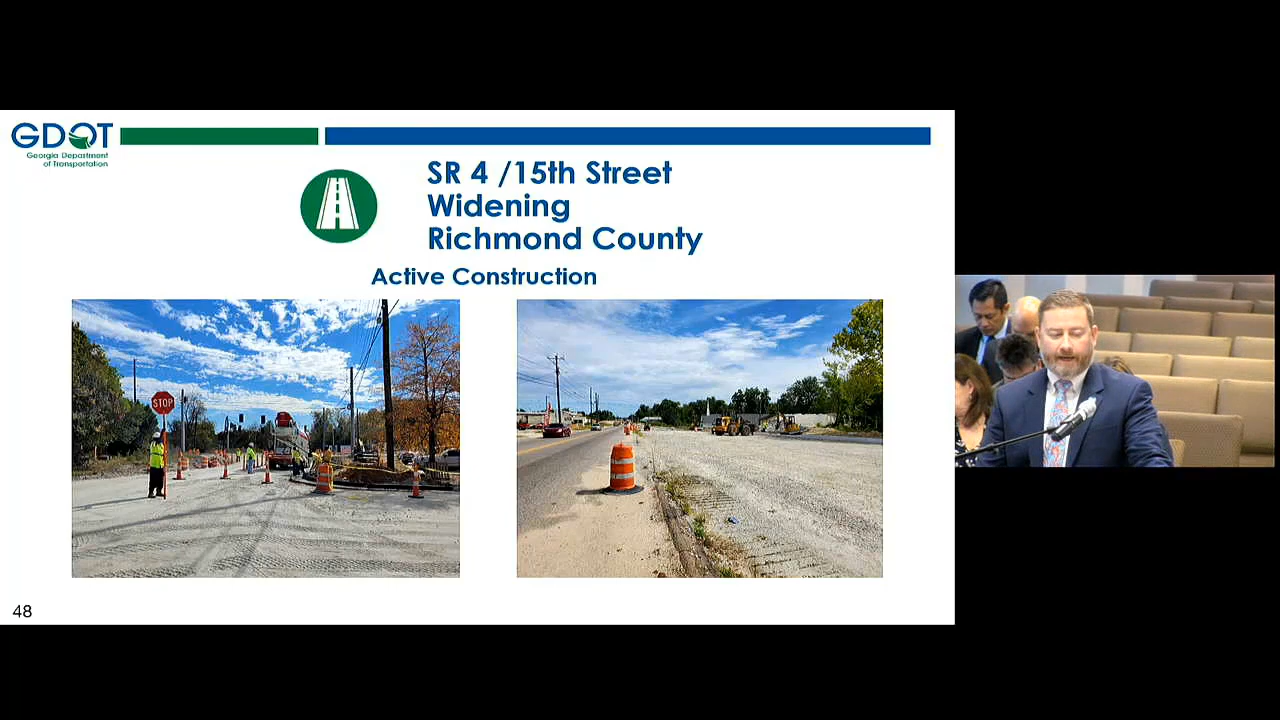 GDOT
Georgia Department
of Transportation
SR 4 /15th Street
Widening
Richmond County
Active Construction
STOP
48